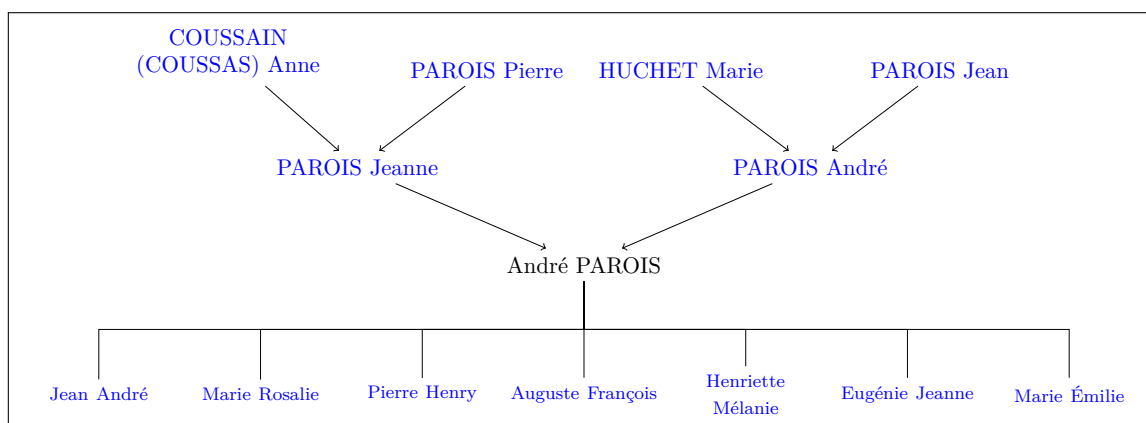 COUSSAIN
(COUSSAS) Anne
PAROIS Pierre
HUCHET Marie
PAROIS Jean
PAROIS Jeanne
PAROIS André
André PAROIS
Jean André
Marie Rosalie
Pierre Henry
Auguste François
Henriette
Mélanie
Eugénie Jeanne
Marie Émilie